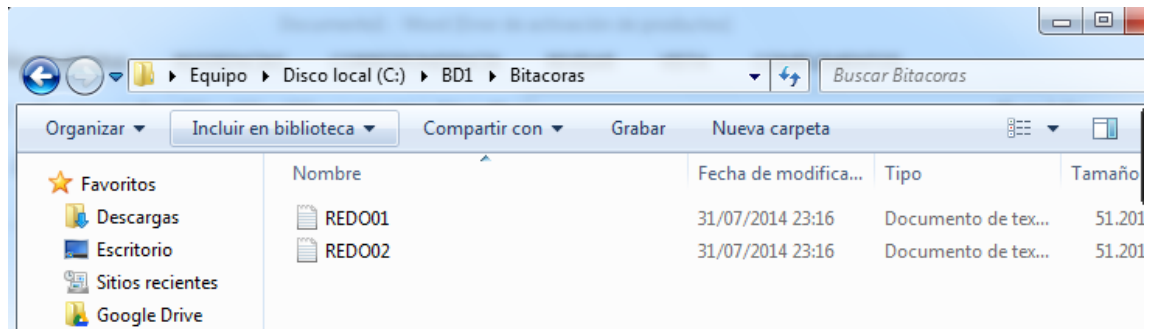 Equipo Disco local (C:) BD1 Bitacoras Buscar Bitacoras
Organizar Incluir en biblioteca Compartir con Grabar Nueva carpeta
Favoritos Nombre Fecha de modifica... Tipo Tamaño
Descargas REDO01 31/07/2014 23:16 Documento de tex... 51.201
Escritorio REDO02 31/07/2014 23:16 Documento de tex... 51.201
Sitios recientes
Google Drive